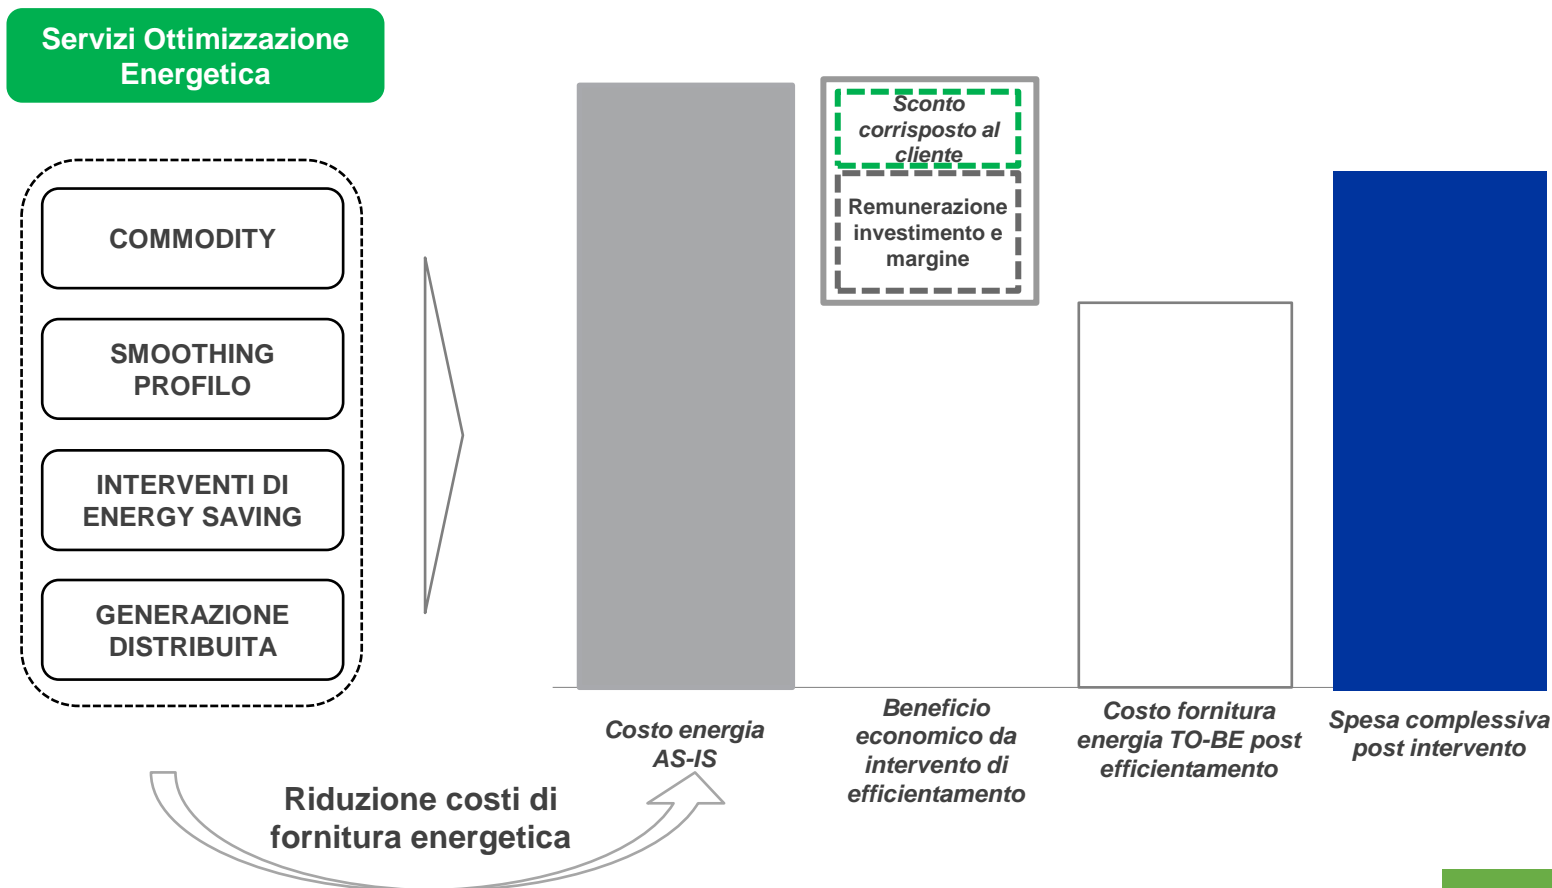 Servizi Ottimizzazione
Energetica
COMMODITY
SMOOTHING
PROFILO
INTERVENTI DI
ENERGY SAVING
GENERAZIONE
DISTRIBUITA
Sconto
corrisposto al
cliente
Remunerazione
investimento e
margine
Costo energia
AS-IS
Beneficio
economico da
intervento di
efficientamento
Costo fornitura
energia TO-BE post
efficientamento
Spesa complessiva
post intervento
Riduzione costi di
fornitura energetica